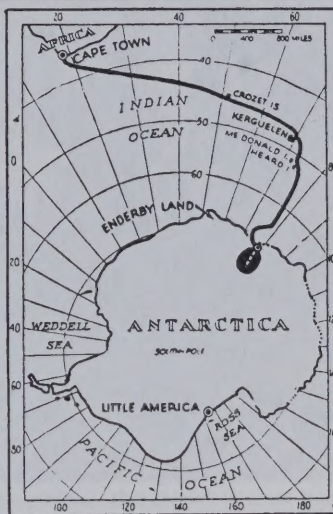 20
60
AFRICA
CAPE TOWN
0 400 800 MILES
40
CROZET IS
INDIAN
OCEAN
50
KERGUELEN
MC DONALD I. &
HEARD I
60
ENDERBY LAND
20
WEDDELL
SEA
40
ANTARCTICA
SOUTH POLE
60
LITTLE AMERICA
ROSS
SEA
80
PACIFIC
OCEAN
100
120
140
160
180